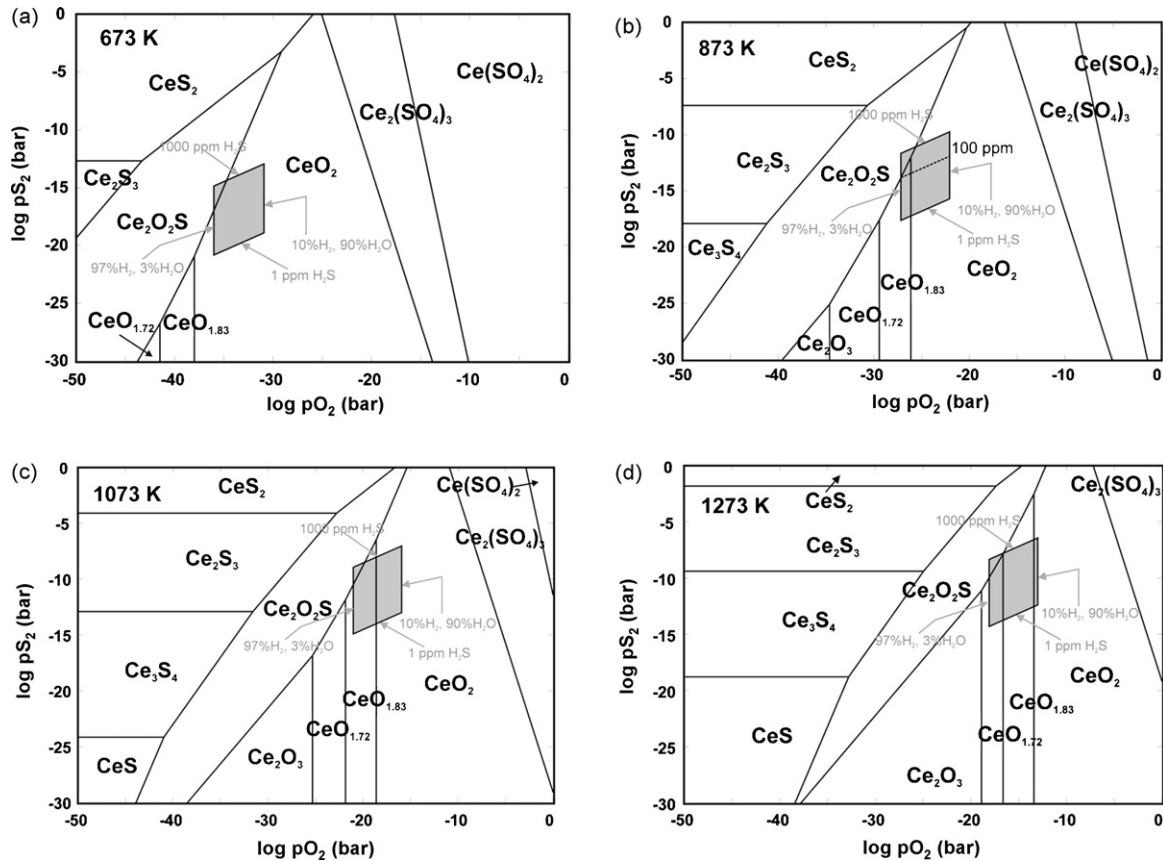 (a)
673 K
CeS₂
Ce(SO₄)₂
Ce₂(SO₄)₃
1000 ppm H₂S
CeO₂
Ce₂S₃
Ce₂O₂S
10%H₂, 90%H₂O
97%H₂, 3%H₂O
1 ppm H₂S
CeO₁.₇₂
CeO₁.₈₃
0
-5
-10
-15
-20
-25
-30
log pS₂ (bar)
-50 -40 -30 -20 -10 0
log pO₂ (bar)
(b)
873 K
CeS₂
Ce(SO₄)₂
Ce₂(SO₄)₃
1000 ppm H₂S
100 ppm
Ce₂S₃
Ce₂O₂S
10%H₂, 90%H₂O
97%H₂, 3%H₂O
1 ppm H₂S
Ce₃S₄
CeO₂
CeO₁.₈₃
CeO₁.₇₂
Ce₂O₃
0
-5
-10
-15
-20
-25
-30
log pS₂ (bar)
-50 -40 -30 -20 -10 0
log pO₂ (bar)
(c)
1073 K
CeS₂
Ce(SO₄)₂
1000 ppm H₂S
Ce₂(SO₄)₃
Ce₂S₃
Ce₂O₂S
10%H₂, 90%H₂O
97%H₂, 3%H₂O
1 ppm H₂S
Ce₃S₄
CeO₂
CeO₁.₈₃
CeO₁.₇₂
Ce₂O₃
CeS
0
-5
-10
-15
-20
-25
-30
log pS₂ (bar)
-50 -40 -30 -20 -10 0
log pO₂ (bar)
(d)
1273 K
CeS₂
Ce₂(SO₄)₃
1000 ppm H₂S
Ce₂S₃
Ce₂O₂S
10%H₂, 90%H₂O
Ce₃S₄
97%H₂, 3%H₂O
1 ppm H₂S
CeO₂
CeO₁.₈₃
CeS
CeO₁.₇₂
Ce₂O₃
0
-5
-10
-15
-20
-25
-30
log pS₂ (bar)
-50 -40 -30 -20 -10 0
log pO₂ (bar)